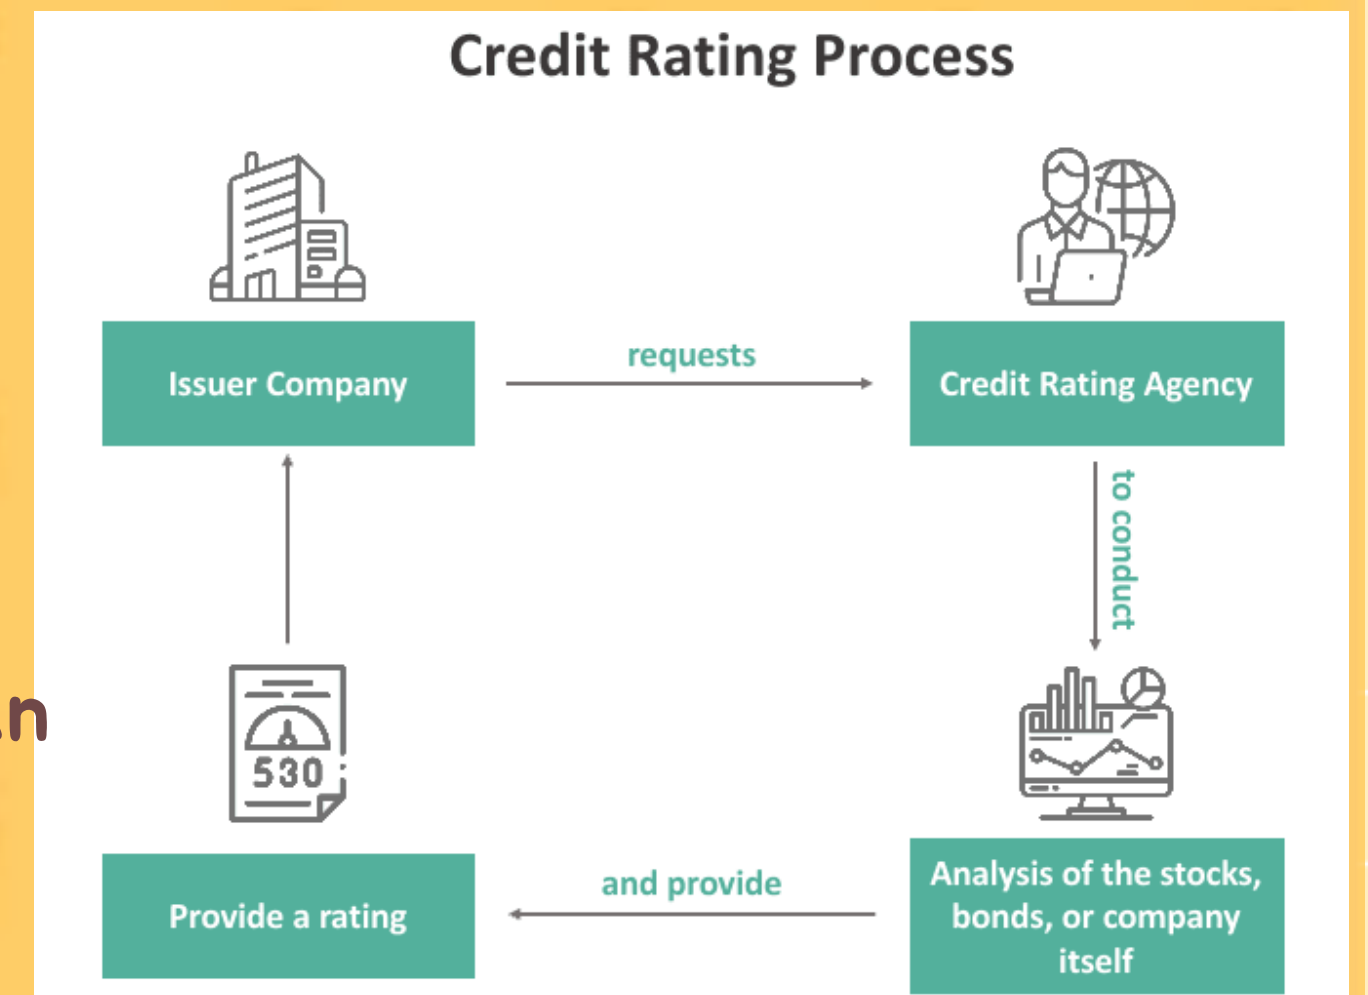 Credit Rating Process
Issuer Company
requests
Credit Rating Agency
to conduct
530
Provide a rating
and provide
Analysis of the stocks,
bonds, or company
itself